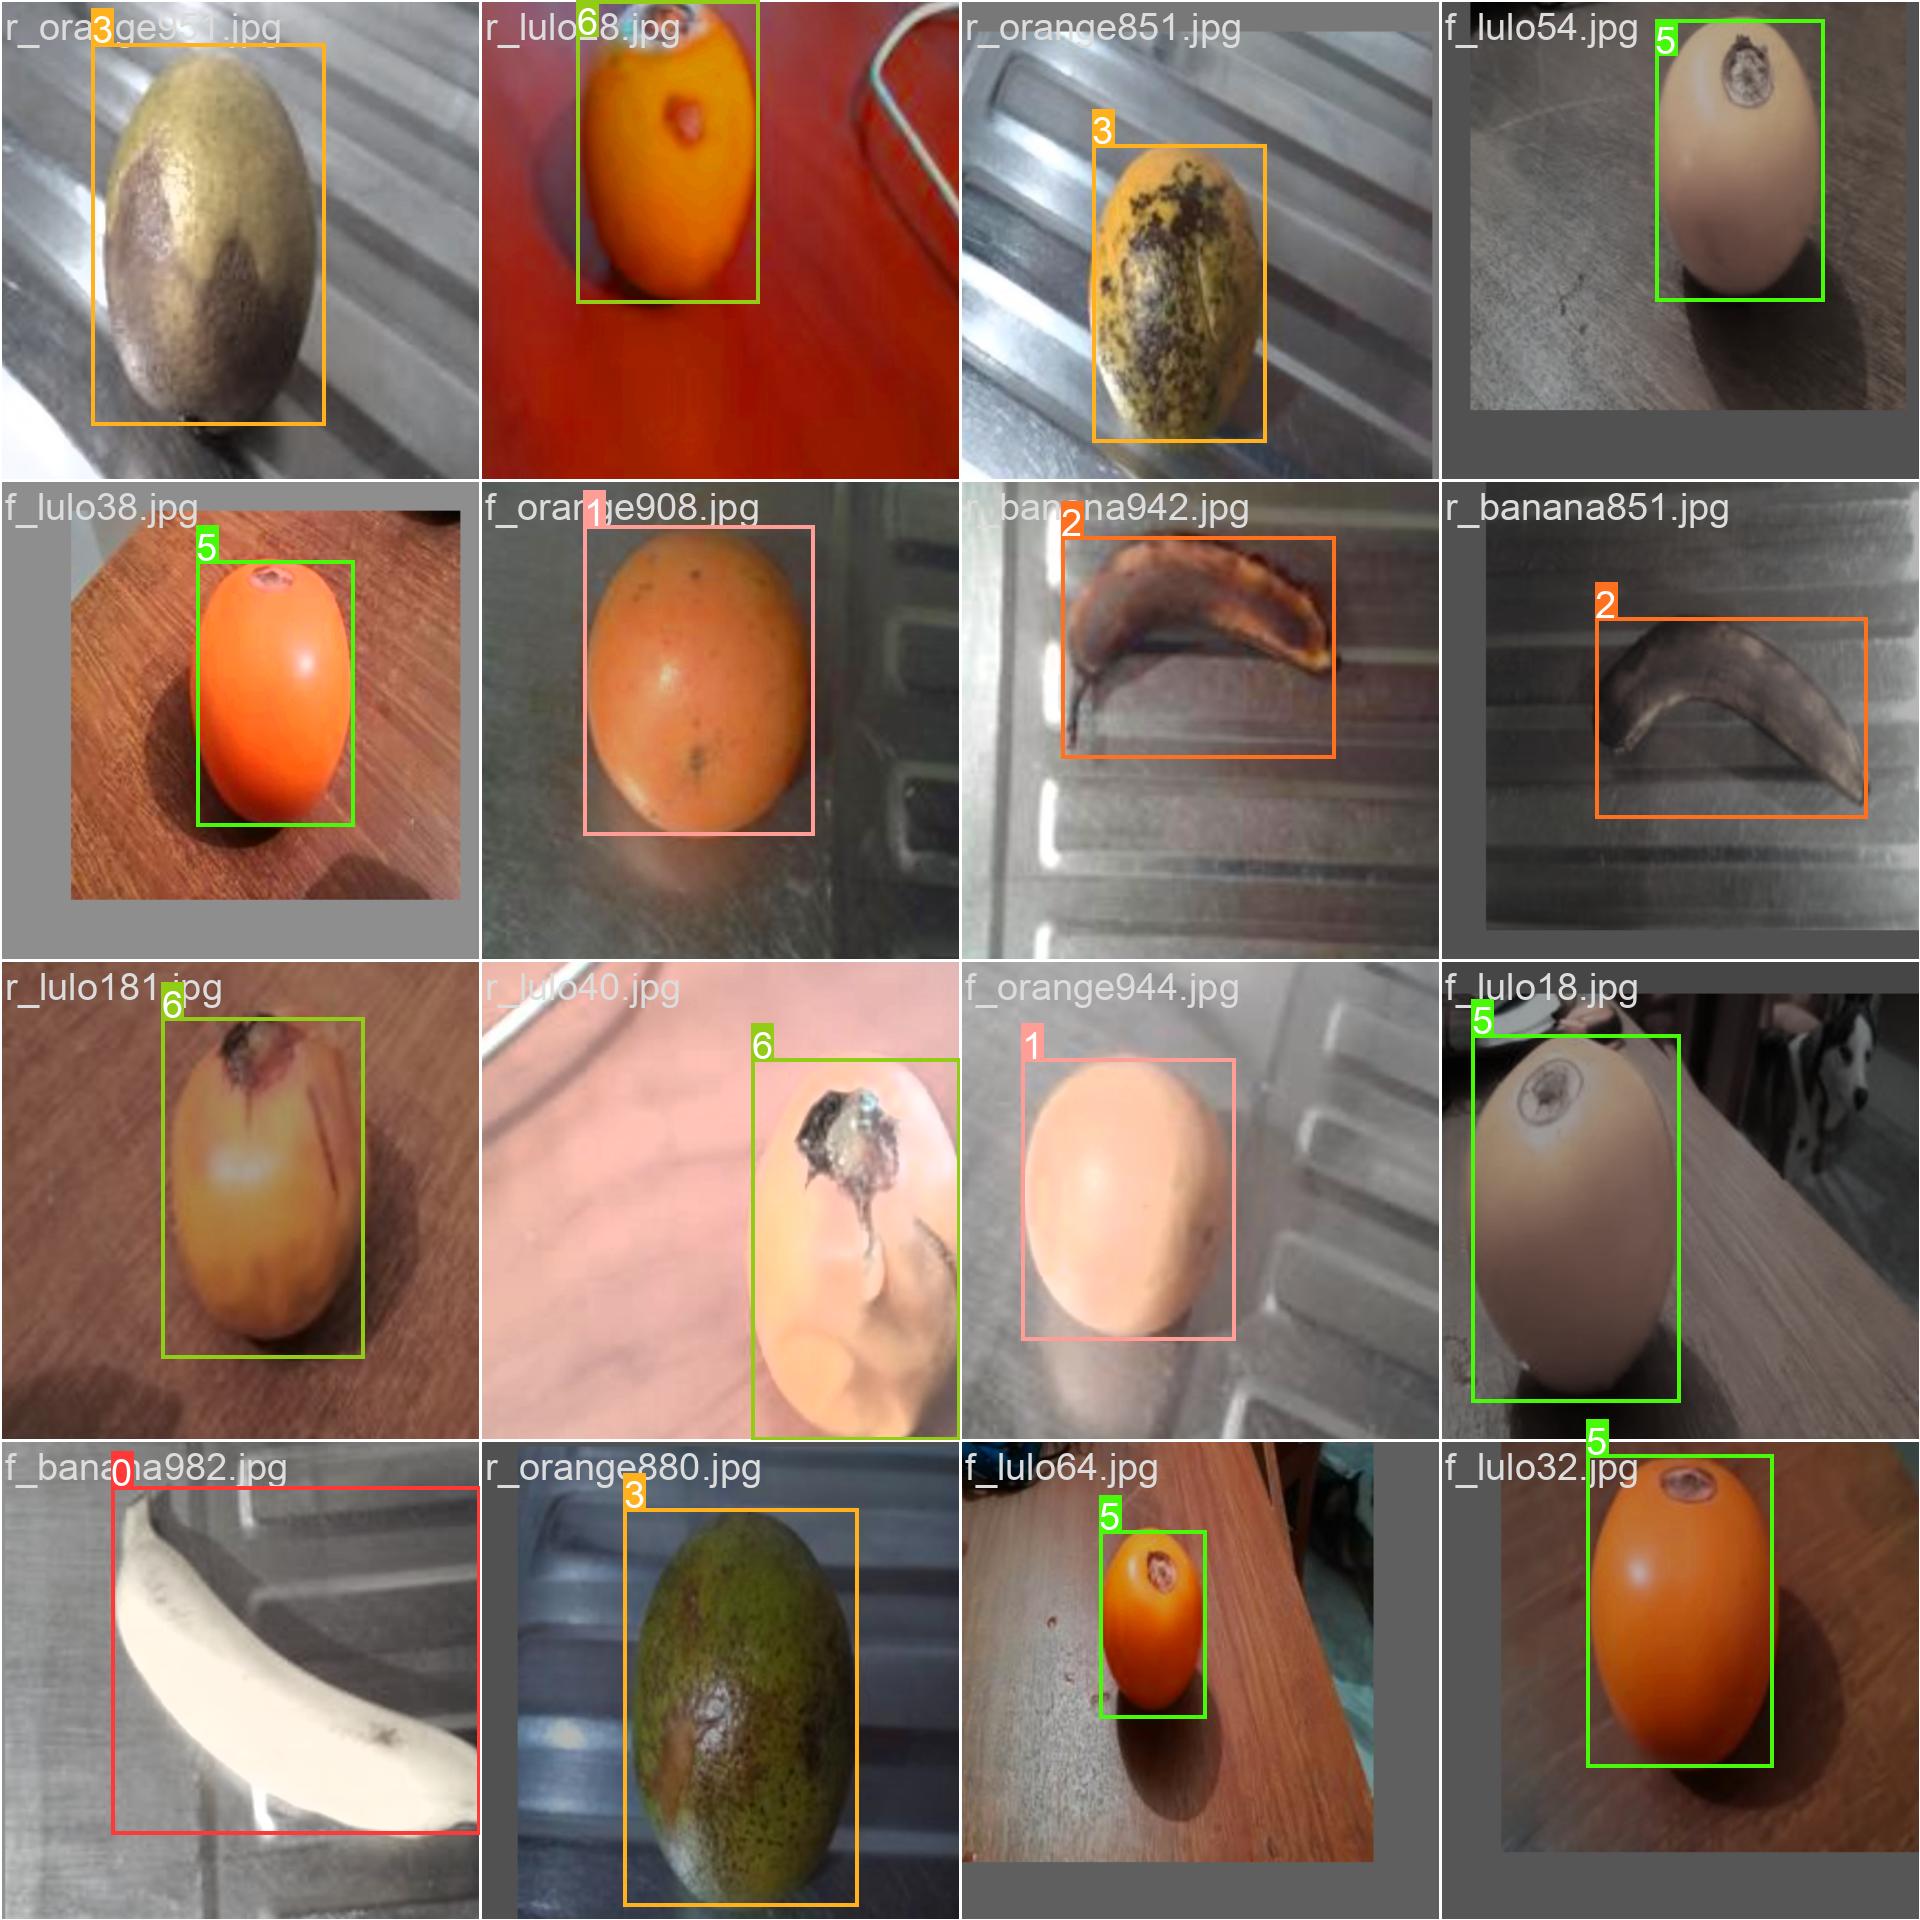 r_orange951.jpg
3
6
r_orange851.jpg
3
f_lulo54.jpg
5
f_lulo38.jpg
5
f_orange908.jpg
1
r_banana942.jpg
2
r_banana851.jpg
2
r_lulo181.jpg
6
r_lulo40.jpg
6
f_orange944.jpg
1
f_lulo18.jpg
5
f_banana982.jpg
0
r_orange880.jpg
3
f_lulo64.jpg
5
f_lulo32.jpg
5